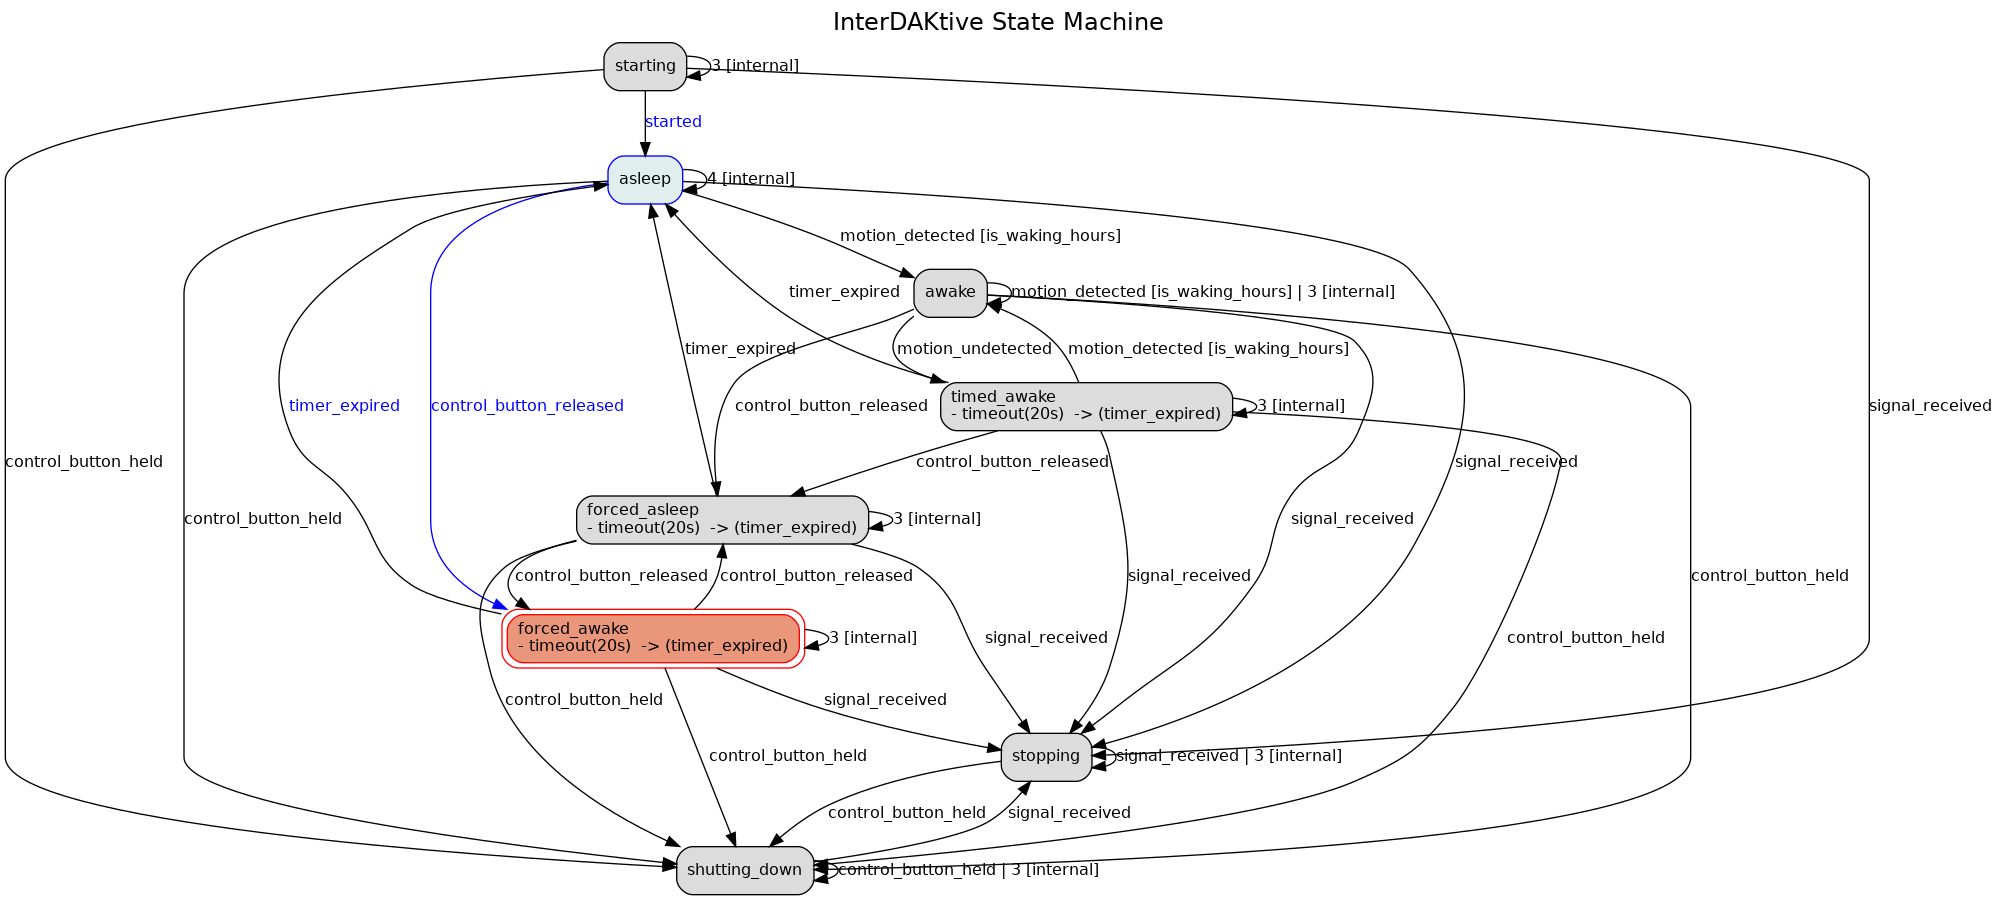 InterDAKtive State Machine
starting
3 [internal]
started
asleep
4 [internal]
motion_detected [is_waking_hours]
timer_expired
awake
motion_detected [is_waking_hours] | 3 [internal]
timer_expired
motion_undetected
motion_detected [is_waking_hours]
timer_expired
control_button_released
control_button_released
timed_awake
- timeout(20s)  -> (timer_expired)
3 [internal]
signal_received
control_button_held
control_button_released
signal_received
control_button_held
forced_asleep
- timeout(20s)  -> (timer_expired)
3 [internal]
signal_received
control_button_released
control_button_released
signal_received
control_button_held
forced_awake
- timeout(20s)  -> (timer_expired)
3 [internal]
signal_received
control_button_held
control_button_held
signal_received
control_button_held
stopping
signal_received | 3 [internal]
control_button_held
signal_received
shutting_down
control_button_held | 3 [internal]